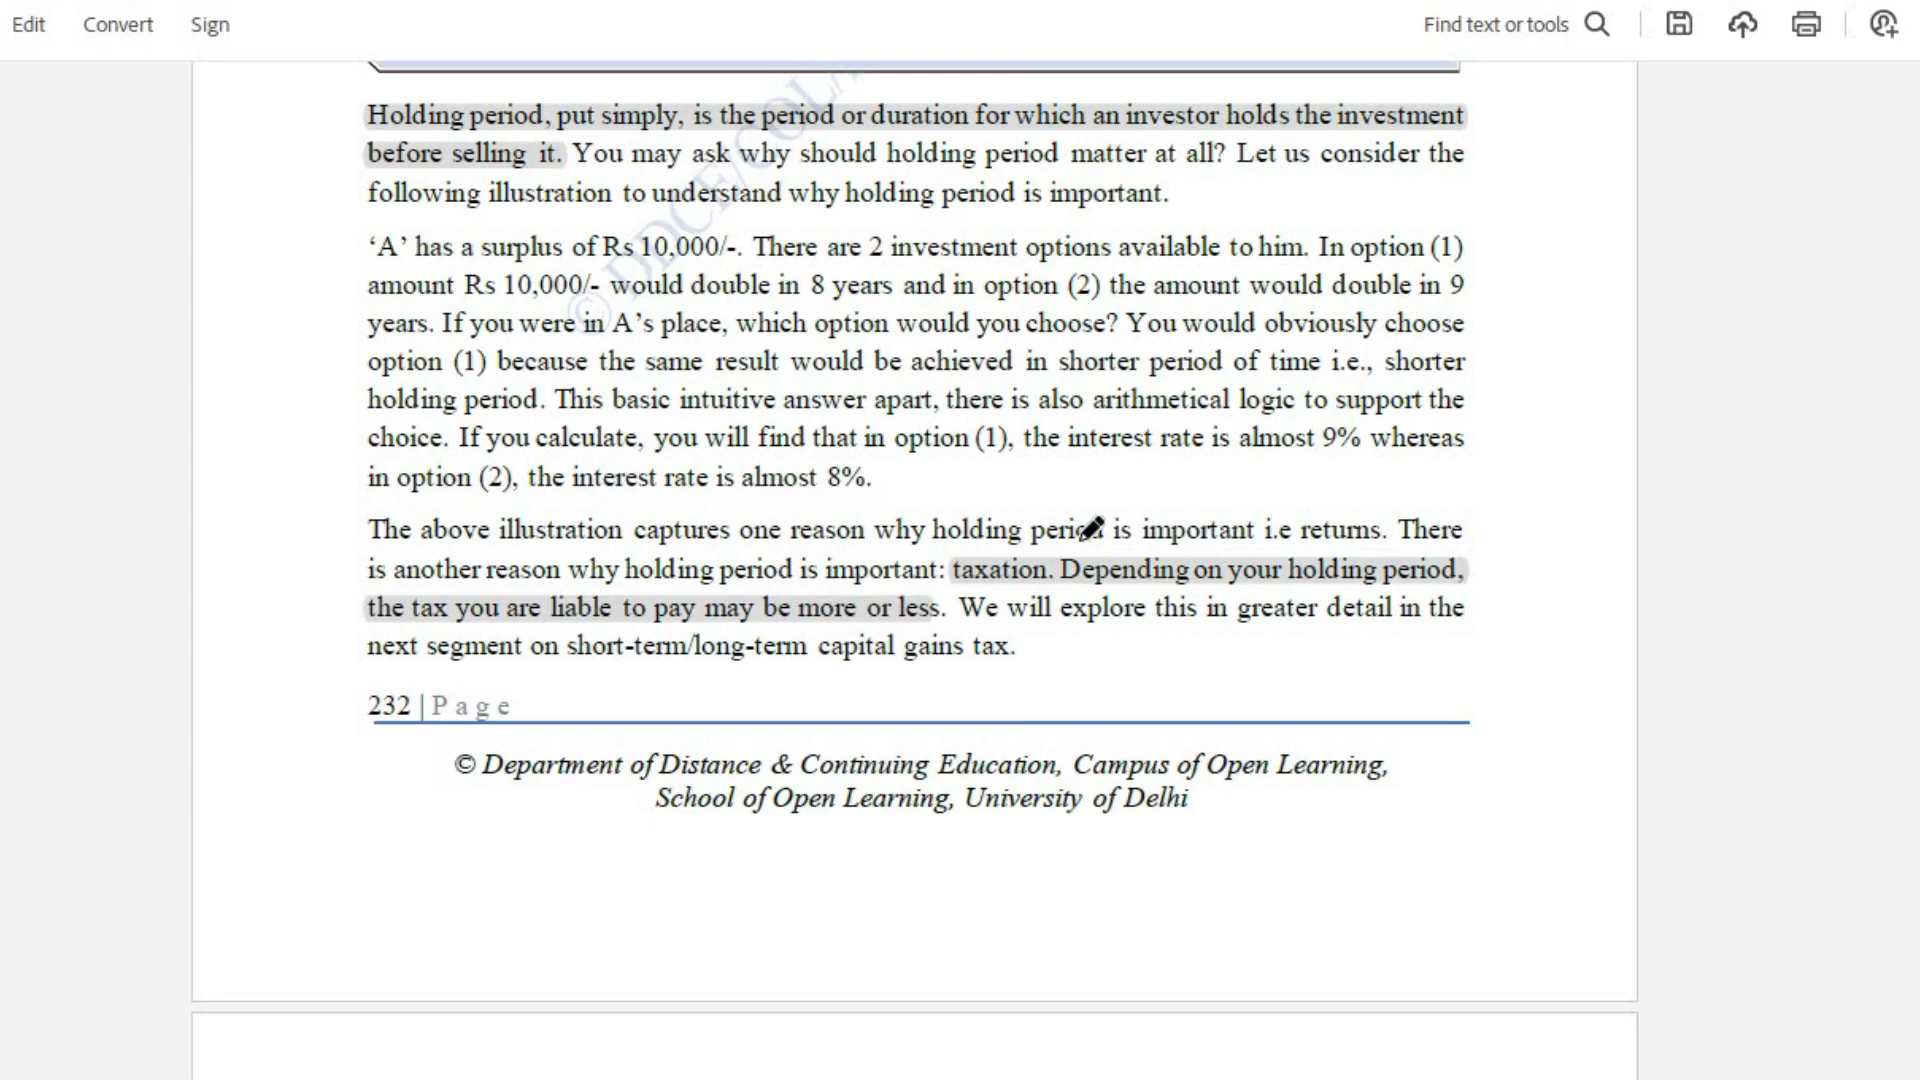 Edit Convert Sign Find text or tools
Holding period, put simply, is the period or duration for which an investor holds the investment
before selling it. You may ask why should holding period matter at all? Let us consider the
following illustration to understand why holding period is important.
‘A’ has a surplus of Rs 10,000/-. There are 2 investment options available to him. In option (1)
amount Rs 10,000/- would double in 8 years and in option (2) the amount would double in 9
years. If you were in A’s place, which option would you choose? You would obviously choose
option (1) because the same result would be achieved in shorter period of time i.e., shorter
holding period. This basic intuitive answer apart, there is also arithmetical logic to support the
choice. If you calculate, you will find that in option (1), the interest rate is almost 9% whereas
in option (2), the interest rate is almost 8%.
The above illustration captures one reason why holding period is important i.e returns. There
is another reason why holding period is important: taxation. Depending on your holding period,
the tax you are liable to pay may be more or less. We will explore this in greater detail in the
next segment on short-term/long-term capital gains tax.
232 | P a g e
© Department of Distance & Continuing Education, Campus of Open Learning,
School of Open Learning, University of Delhi
© DDCE/COL/